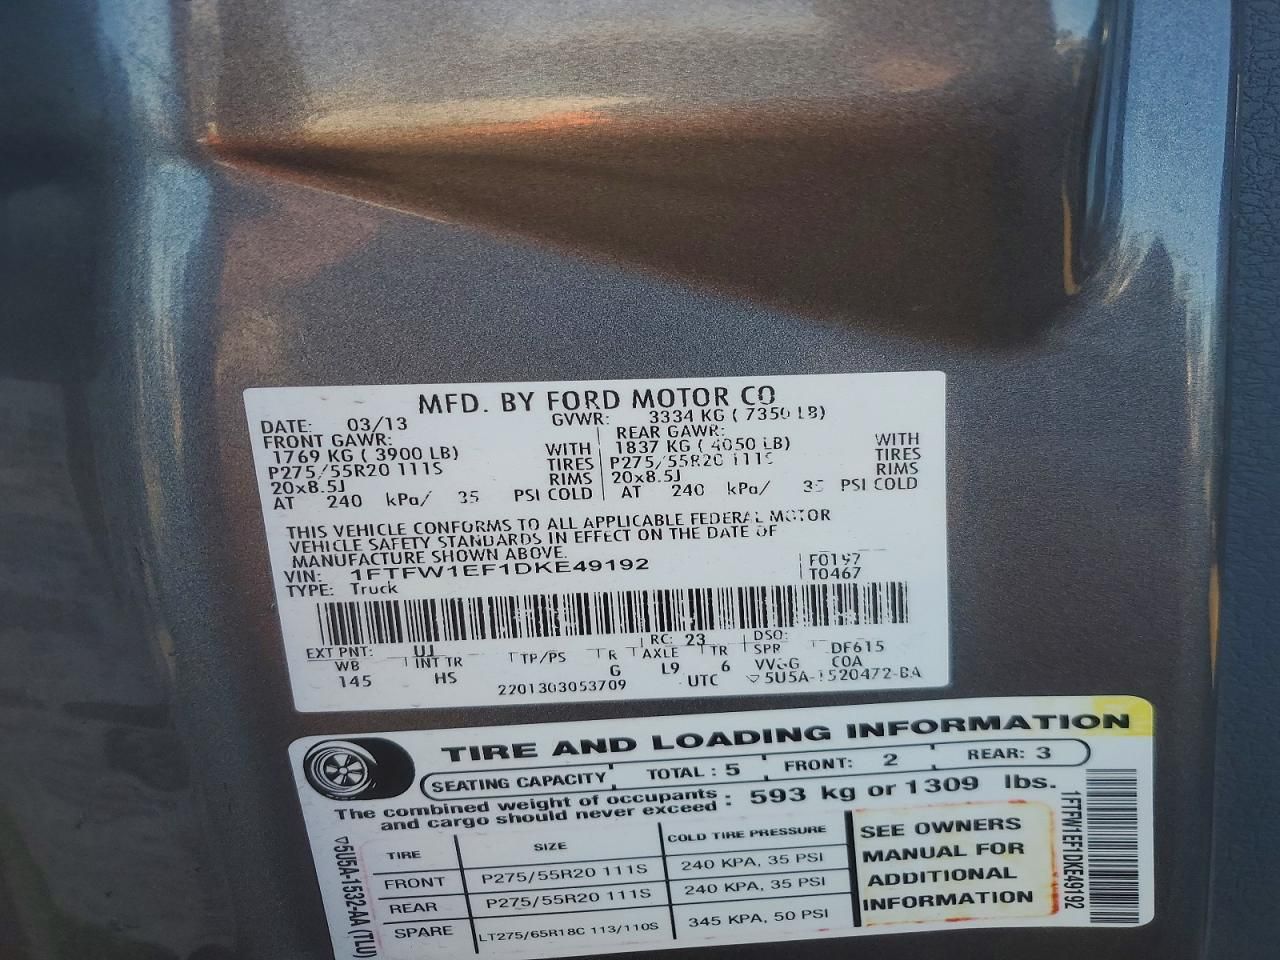 MFD. BY FORD MOTOR CO
DATE: 03/13 GVWR: 3334 KG ( 7350 LB)
FRONT GAWR: REAR GAWR:
1769 KG ( 3900 LB) WITH 1837 KG ( 4050 LB) WITH
P275/55R20 111S TIRES P275/55R20 111S TIRES
20x8.5J RIMS 20x8.5J RIMS
AT 240 kPa/ 35 PSI COLD AT 240 kPa/ 35 PSI COLD
THIS VEHICLE CONFORMS TO ALL APPLICABLE FEDERAL MOTOR
VEHICLE SAFETY STANDARDS IN EFFECT ON THE DATE OF
MANUFACTURE SHOWN ABOVE.
VIN: 1FTFW1EF1DKE49192 F0197
TYPE: Truck T0467
EXT PNT: UJ RC: 23 DSO:
WB INT TR TP/PS R AXLE TR SPR DF615
145 HS G L9 6 VVGG C0A
2201303053709 UTC ▽5U5A-1520472-BA
TIRE AND LOADING INFORMATION
SEATING CAPACITY TOTAL : 5 FRONT: 2 REAR: 3
The combined weight of occupants and cargo should never exceed : 593 kg or 1309 lbs.
TIRE SIZE COLD TIRE PRESSURE
FRONT P275/55R20 111S 240 KPA, 35 PSI
REAR P275/55R20 111S 240 KPA, 35 PSI
SPARE LT275/65R18C 113/110S 345 KPA, 50 PSI
SEE OWNERS
MANUAL FOR
ADDITIONAL
INFORMATION
▽5U5A-1532-AA (TLU)
1FTFW1EF1DKE49192